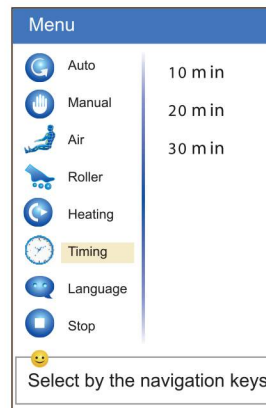 Menu
Auto
10 min
Manual
20 min
Air
30 min
Roller
Heating
Timing
Language
Stop
Select by the navigation keys